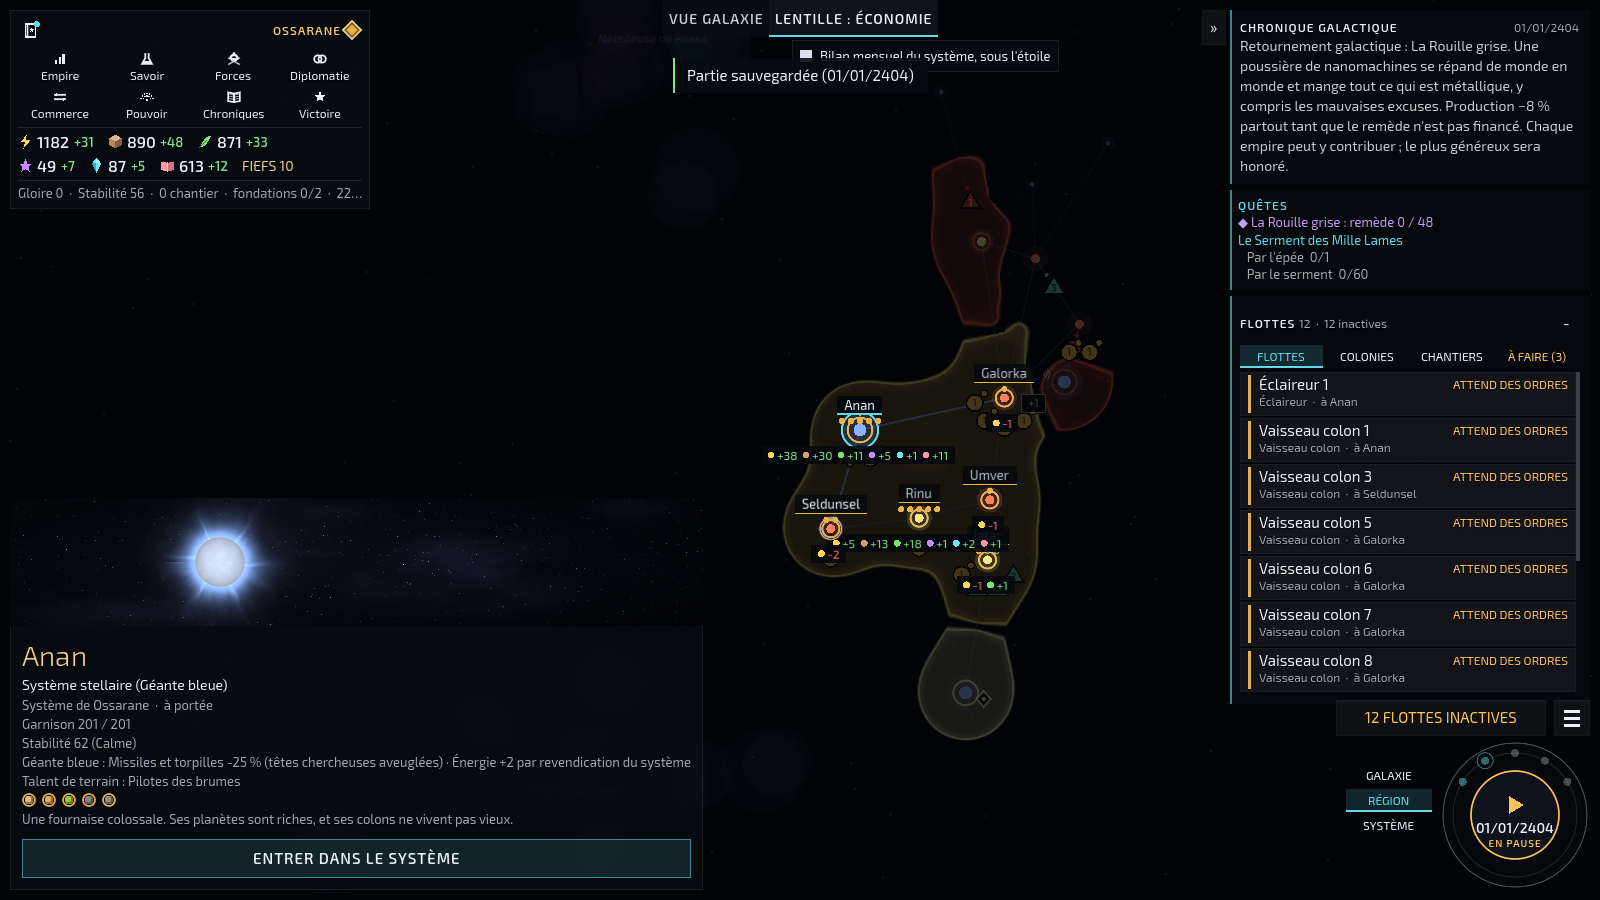 OSSARANE
Empire
Savoir
Forces
Diplomatie
Commerce
Pouvoir
Chroniques
Victoire
1182 +31 890 +48 871 +33
49 +7 87 +5 613 +12 FIEFS 10
Gloire 0 · Stabilité 56 · 0 chantier · fondations 0/2 · 22…
VUE GALAXIE
LENTILLE : ÉCONOMIE
Bilan mensuel du système, sous l'étoile
Partie sauvegardée (01/01/2404)
»
CHRONIQUE GALACTIQUE 01/01/2404
Retournement galactique : La Rouille grise. Une
poussière de nanomachines se répand de monde en
monde et mange tout ce qui est métallique, y
compris les mauvaises excuses. Production −8 %
partout tant que le remède n'est pas financé. Chaque
empire peut y contribuer ; le plus généreux sera
honoré.
QUÊTES
◆ La Rouille grise : remède 0 / 48
Le Serment des Mille Lames
Par l'épée 0/1
Par le serment 0/60
FLOTTES 12 · 12 inactives –
FLOTTES
COLONIES
CHANTIERS
À FAIRE (3)
Éclaireur 1 ATTEND DES ORDRES
Éclaireur · à Anan
Vaisseau colon 1 ATTEND DES ORDRES
Vaisseau colon · à Anan
Vaisseau colon 3 ATTEND DES ORDRES
Vaisseau colon · à Seldunsel
Vaisseau colon 5 ATTEND DES ORDRES
Vaisseau colon · à Galorka
Vaisseau colon 6 ATTEND DES ORDRES
Vaisseau colon · à Galorka
Vaisseau colon 7 ATTEND DES ORDRES
Vaisseau colon · à Galorka
Vaisseau colon 8 ATTEND DES ORDRES
Vaisseau colon · à Galorka
12 FLOTTES INACTIVES
GALAXIE
RÉGION
SYSTÈME
01/01/2404
EN PAUSE
Galorka
+1
-1
Anan
+38 +30 +11 +5 +1 +11
Umver
-1
Rinu
+5 +13 +18 +1 +2 +1
Seldunsel
-2
-1 +1
Anan
Système stellaire (Géante bleue)
Système de Ossarane · à portée
Garnison 201 / 201
Stabilité 62 (Calme)
Géante bleue : Missiles et torpilles -25 % (têtes chercheuses aveuglées) · Énergie +2 par revendication du système
Talent de terrain : Pilotes des brumes
Une fournaise colossale. Ses planètes sont riches, et ses colons ne vivent pas vieux.
ENTRER DANS LE SYSTÈME